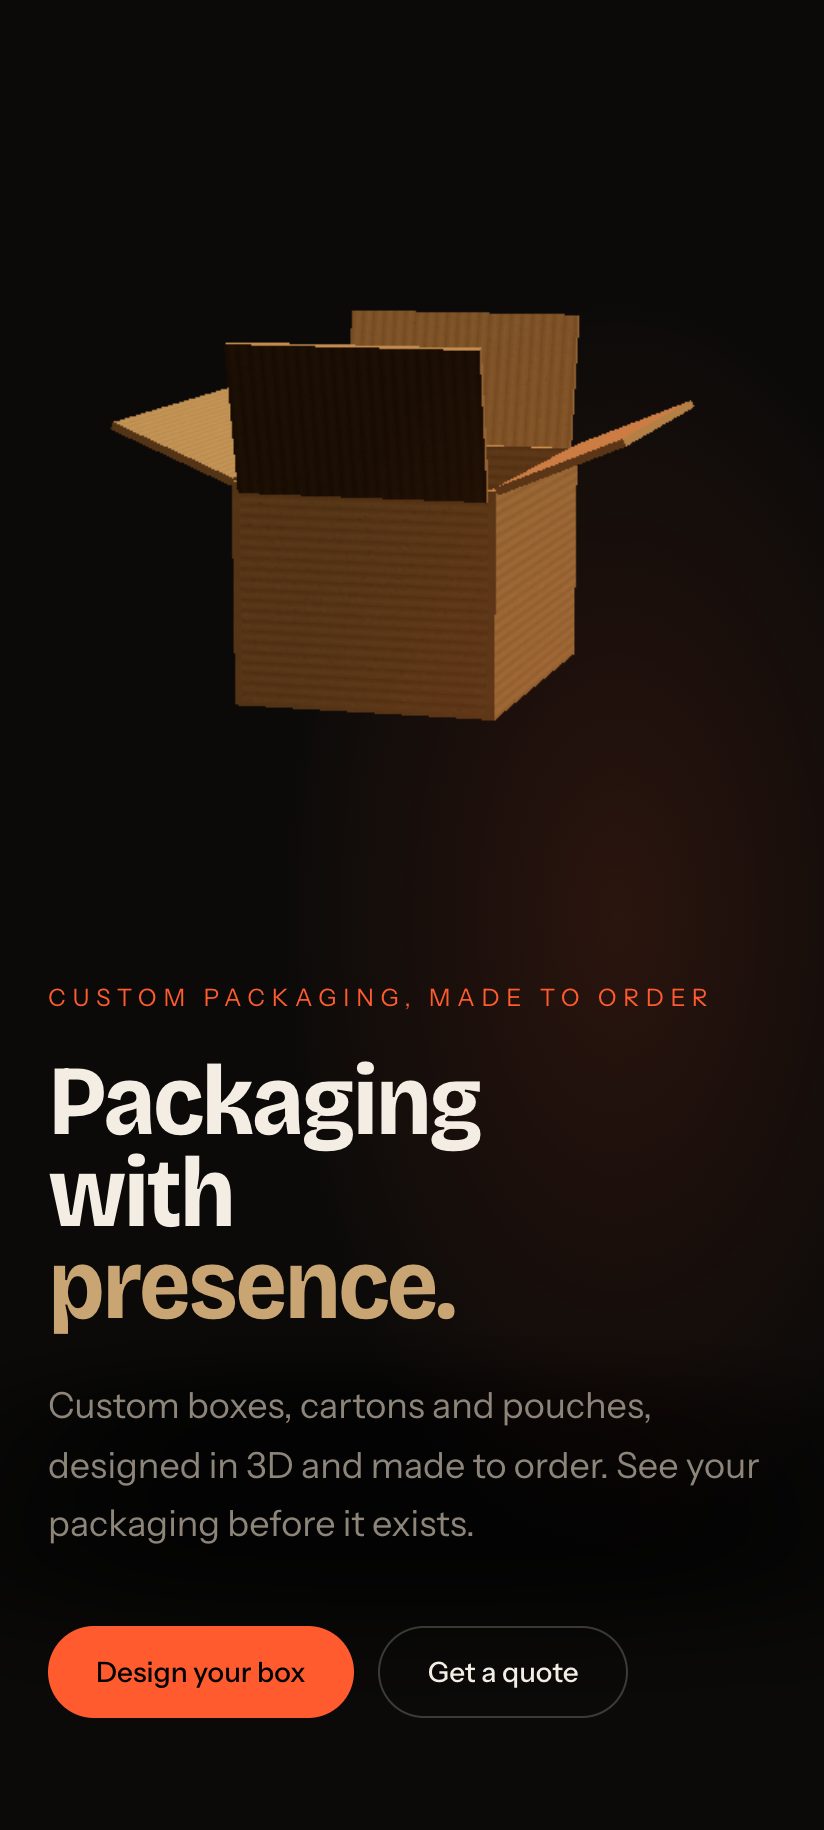 CUSTOM PACKAGING, MADE TO ORDER
Packaging
with
presence.
Custom boxes, cartons and pouches,
designed in 3D and made to order. See your
packaging before it exists.
Design your box
Get a quote